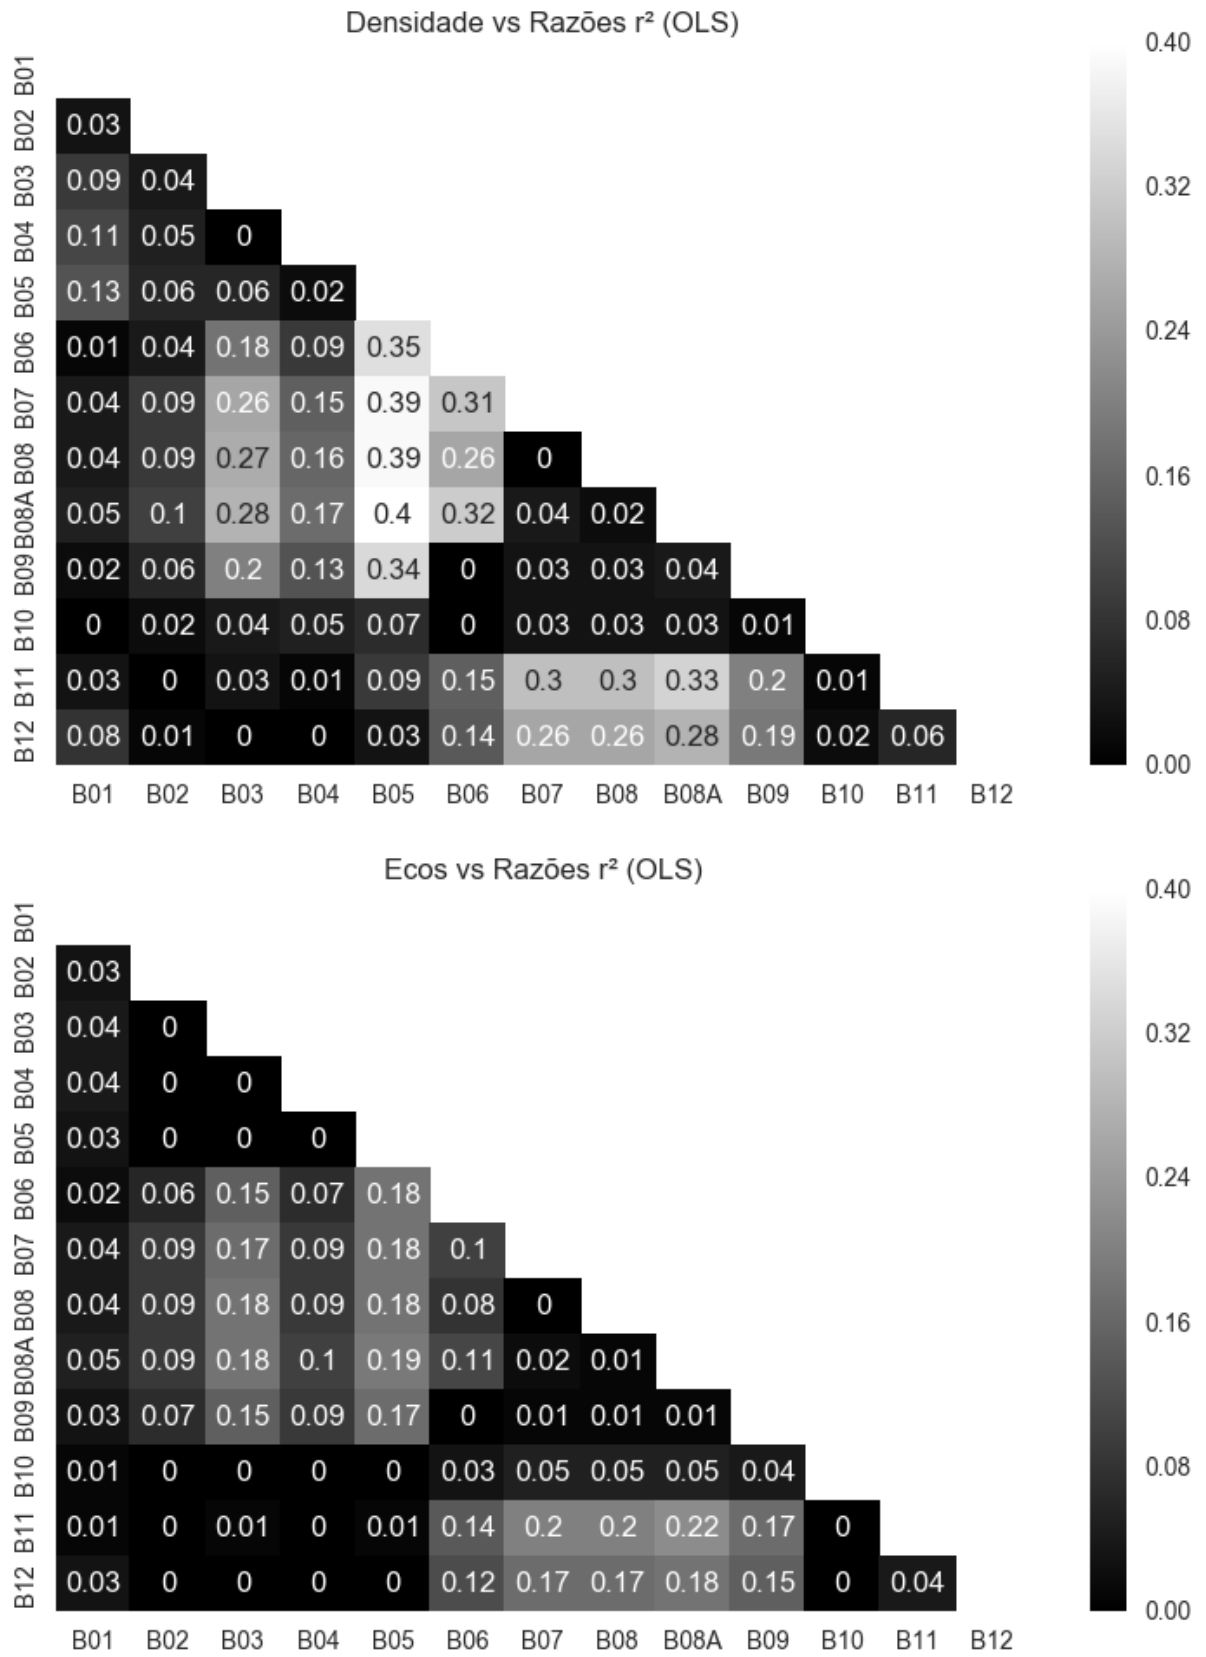 Densidade vs Razões r² (OLS)
0.40
B01
B02 0.03
B03 0.09 0.04
0.32
B04 0.11 0.05 0
B05 0.13 0.06 0.06 0.02
B06 0.01 0.04 0.18 0.09 0.35
0.24
B07 0.04 0.09 0.26 0.15 0.39 0.31
B08 0.04 0.09 0.27 0.16 0.39 0.26 0
0.16
B08A 0.05 0.1 0.28 0.17 0.4 0.32 0.04 0.02
B09 0.02 0.06 0.2 0.13 0.34 0 0.03 0.03 0.04
B10 0 0.02 0.04 0.05 0.07 0 0.03 0.03 0.03 0.01
0.08
B11 0.03 0 0.03 0.01 0.09 0.15 0.3 0.3 0.33 0.2 0.01
B12 0.08 0.01 0 0 0.03 0.14 0.26 0.26 0.28 0.19 0.02 0.06
0.00
B01 B02 B03 B04 B05 B06 B07 B08 B08A B09 B10 B11 B12
Ecos vs Razões r² (OLS)
0.40
B01
B02 0.03
B03 0.04 0
0.32
B04 0.04 0 0
B05 0.03 0 0 0
B06 0.02 0.06 0.15 0.07 0.18
0.24
B07 0.04 0.09 0.17 0.09 0.18 0.1
B08 0.04 0.09 0.18 0.09 0.18 0.08 0
0.16
B08A 0.05 0.09 0.18 0.1 0.19 0.11 0.02 0.01
B09 0.03 0.07 0.15 0.09 0.17 0 0.01 0.01 0.01
B10 0.01 0 0 0 0 0.03 0.05 0.05 0.05 0.04
0.08
B11 0.01 0 0.01 0 0.01 0.14 0.2 0.2 0.22 0.17 0
B12 0.03 0 0 0 0 0.12 0.17 0.17 0.18 0.15 0 0.04
0.00
B01 B02 B03 B04 B05 B06 B07 B08 B08A B09 B10 B11 B12